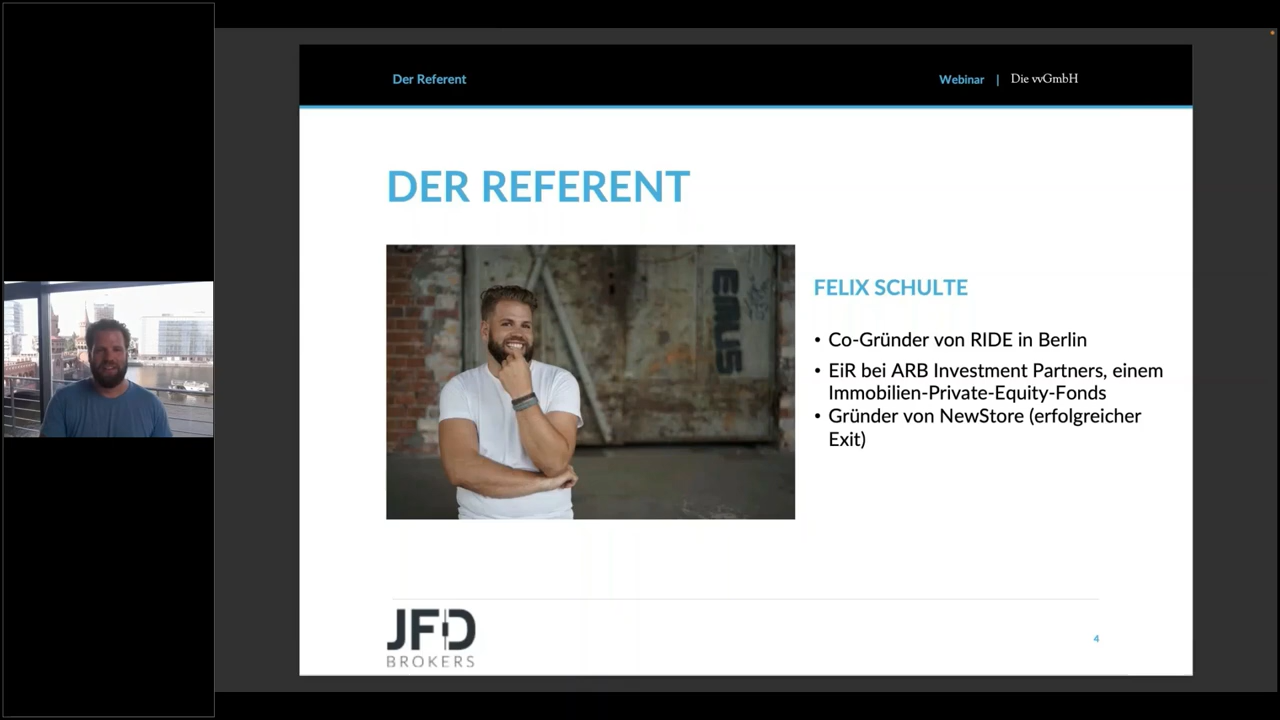 Der Referent
Webinar | Die vvGmbH
DER REFERENT
EINUS
FELIX SCHULTE
• Co-Gründer von RIDE in Berlin
• EiR bei ARB Investment Partners, einem
Immobilien-Private-Equity-Fonds
• Gründer von NewStore (erfolgreicher
Exit)
JFD
BROKERS
4